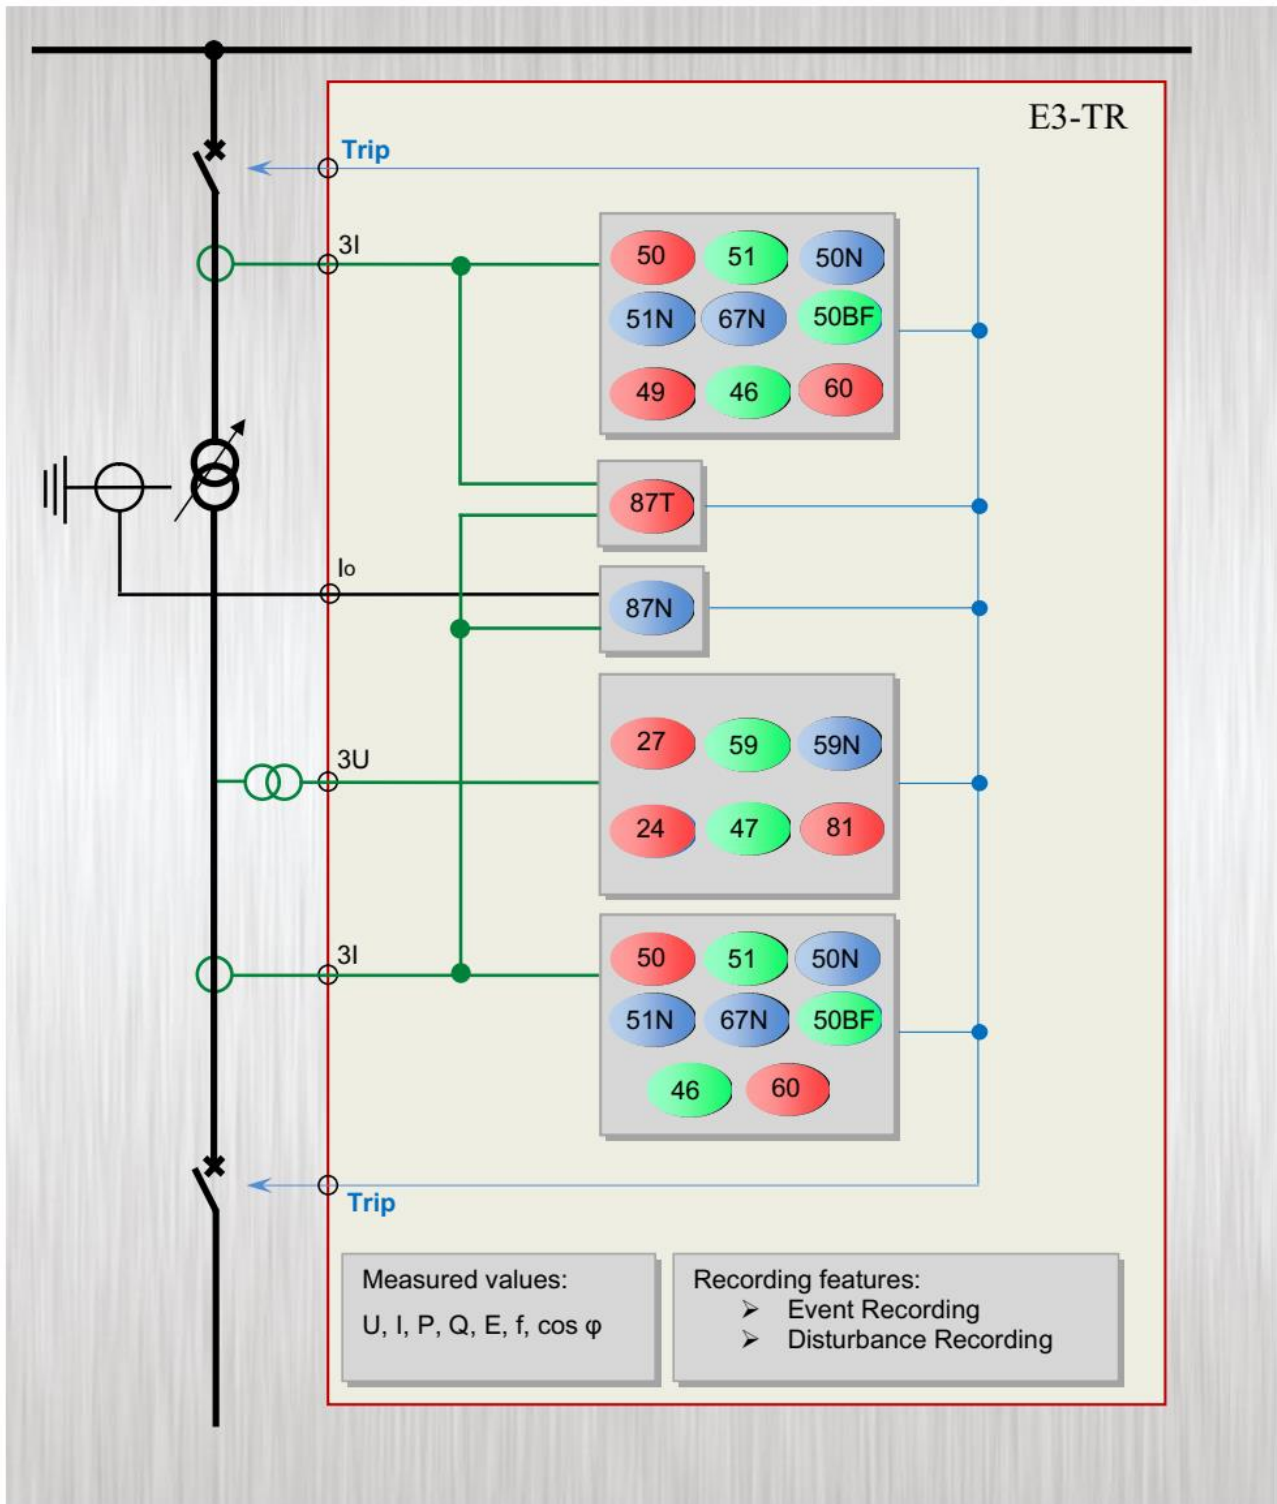 E3-TR
Trip
3I
50 51 50N
51N 67N 50BF
49 46 60
87T
Io
87N
3U
27 59 59N
24 47 81
3I
50 51 50N
51N 67N 50BF
46 60
Trip
Measured values:
U, I, P, Q, E, f, cos φ
Recording features:
➢ Event Recording
➢ Disturbance Recording